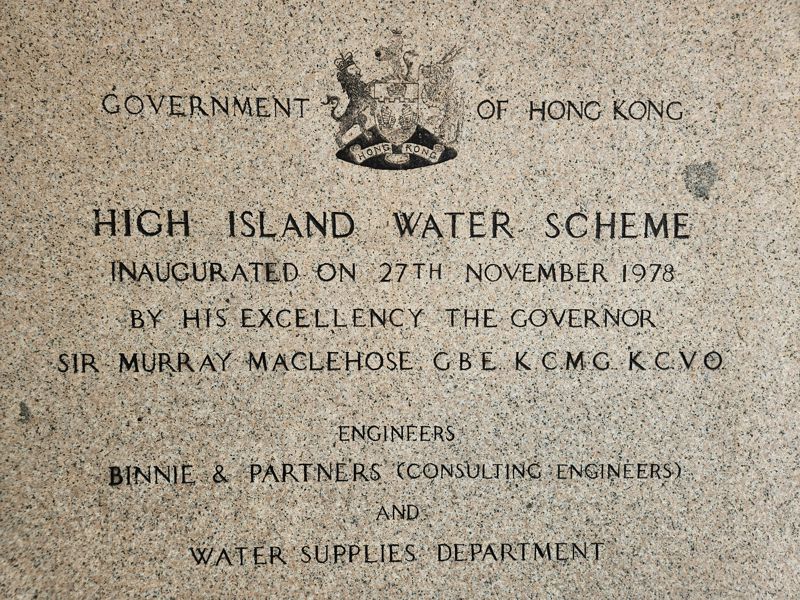 GOVERNMENT OF HONG KONG
HONG KONG
HIGH ISLAND WATER SCHEME
INAUGURATED ON 27TH NOVEMBER 1978
BY HIS EXCELLENCY THE GOVERNOR
SIR MURRAY MACLEHOSE G B E K C M G K C V O
ENGINEERS
BINNIE & PARTNERS (CONSULTING ENGINEERS)
AND
WATER SUPPLIES DEPARTMENT